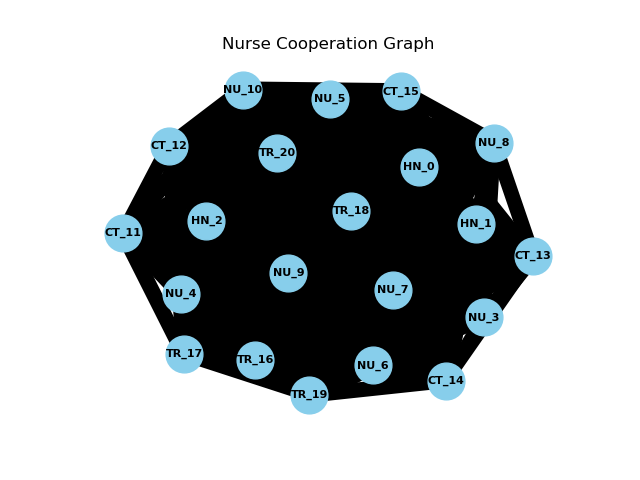 Nurse Cooperation Graph
NU_10
NU_5
CT_15
CT_12
TR_20
HN_0
NU_8
HN_2
TR_18
HN_1
CT_11
CT_13
NU_9
NU_4
NU_7
NU_3
TR_17
TR_16
NU_6
CT_14
TR_19